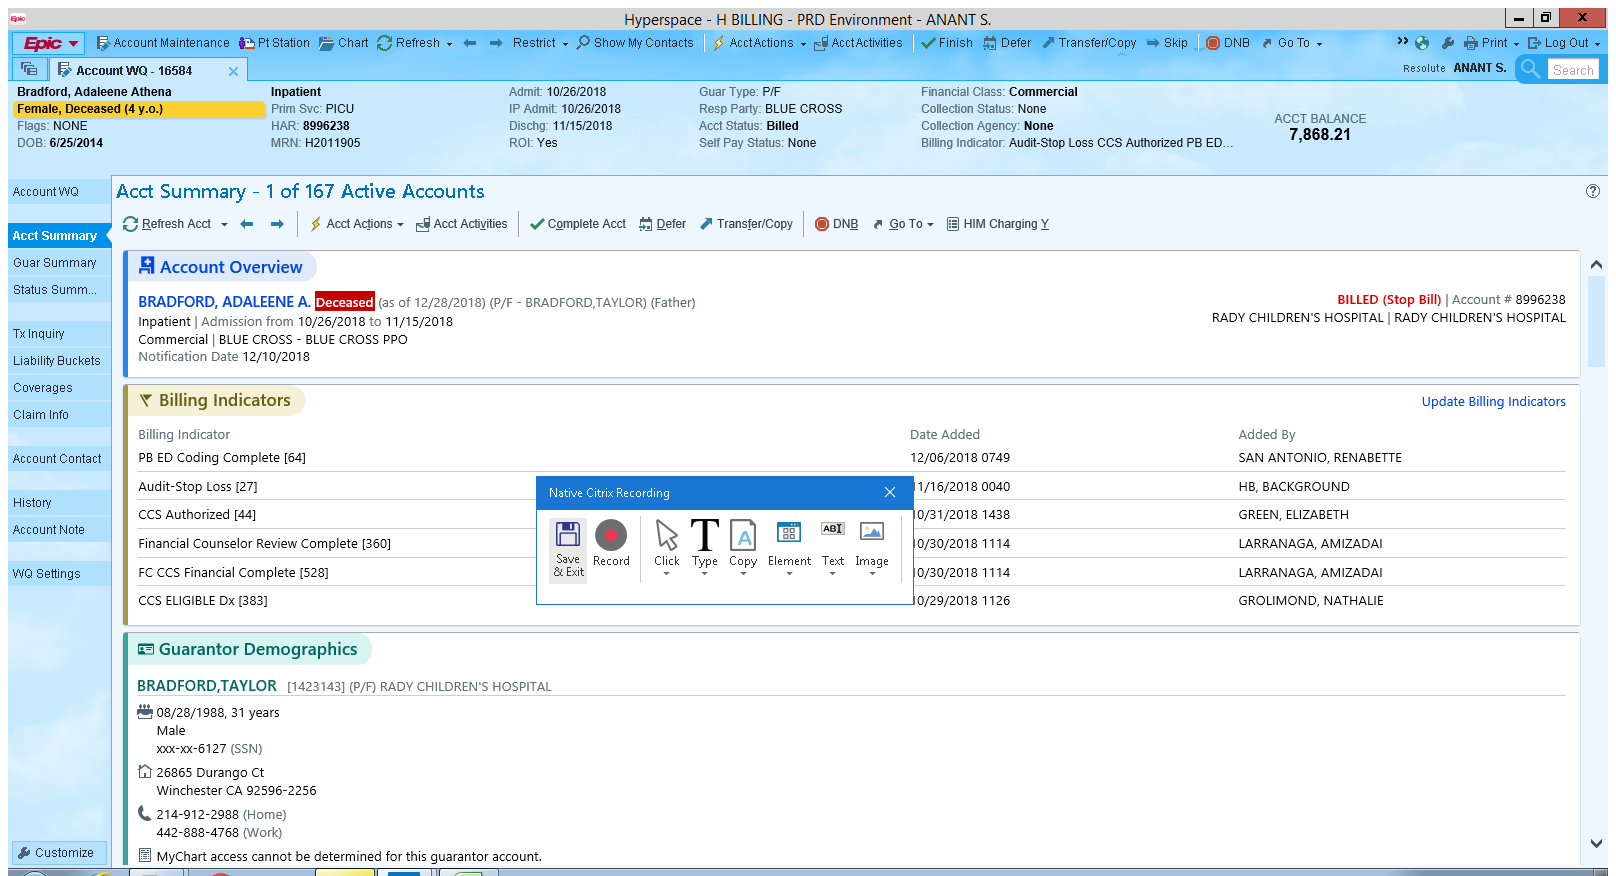 Epic
Hyperspace - H BILLING - PRD Environment - ANANT S.
Epic Account Maintenance Pt Station Chart Refresh Restrict Show My Contacts AcctActions AcctActivities Finish Defer Transfer/Copy Skip DNB Go To Print Log Out
Account WQ - 16584
Resolute ANANT S. Search
Bradford, Adaleene Athena
Female, Deceased (4 y.o.)
Flags: NONE
DOB: 6/25/2014
Inpatient
Prim Svc: PICU
HAR: 8996238
MRN: H2011905
Admit: 10/26/2018
IP Admit: 10/26/2018
Dischg: 11/15/2018
ROI: Yes
Guar Type: P/F
Resp Party: BLUE CROSS
Acct Status: Billed
Self Pay Status: None
Financial Class: Commercial
Collection Status: None
Collection Agency: None
Billing Indicator: Audit-Stop Loss CCS Authorized PB ED...
ACCT BALANCE
7,868.21
Account WQ
Acct Summary
Guar Summary
Status Summ...
Tx Inquiry
Liability Buckets
Coverages
Claim Info
Account Contact
History
Account Note
WQ Settings
Customize
Acct Summary - 1 of 167 Active Accounts
Refresh Acct Acct Actions Acct Activities Complete Acct Defer Transfer/Copy DNB Go To HIM Charging Y
Account Overview
BRADFORD, ADALEENE A. Deceased (as of 12/28/2018) (P/F - BRADFORD,TAYLOR) (Father)
Inpatient | Admission from 10/26/2018 to 11/15/2018
Commercial | BLUE CROSS - BLUE CROSS PPO
Notification Date 12/10/2018
BILLED (Stop Bill) | Account # 8996238
RADY CHILDREN'S HOSPITAL | RADY CHILDREN'S HOSPITAL
Billing Indicators
Update Billing Indicators
Billing Indicator Date Added Added By
PB ED Coding Complete [64] 12/06/2018 0749 SAN ANTONIO, RENABETTE
Audit-Stop Loss [27] 11/16/2018 0040 HB, BACKGROUND
CCS Authorized [44] 10/31/2018 1438 GREEN, ELIZABETH
Financial Counselor Review Complete [360] 10/30/2018 1114 LARRANAGA, AMIZADAI
FC CCS Financial Complete [528] 10/30/2018 1114 LARRANAGA, AMIZADAI
CCS ELIGIBLE Dx [383] 10/29/2018 1126 GROLIMOND, NATHALIE
Native Citrix Recording
Save & Exit
Record
Click
Type
Copy
Element
Text
Image
Guarantor Demographics
BRADFORD,TAYLOR [1423143] (P/F) RADY CHILDREN'S HOSPITAL
08/28/1988, 31 years
Male
xxx-xx-6127 (SSN)
26865 Durango Ct
Winchester CA 92596-2256
214-912-2988 (Home)
442-888-4768 (Work)
MyChart access cannot be determined for this guarantor account.